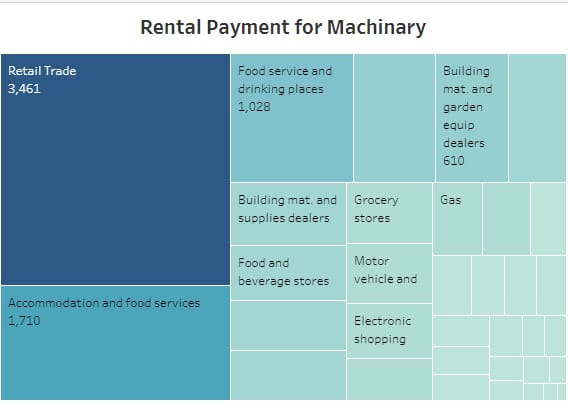 Rental Payment for Machinary
Retail Trade
3,461
Food service and
drinking places
1,028
Building
mat. and
garden
equip
dealers
610
Building mat. and
supplies dealers
Grocery
stores
Gas
Food and
beverage stores
Motor
vehicle and
Accommodation and food services
1,710
Electronic
shopping